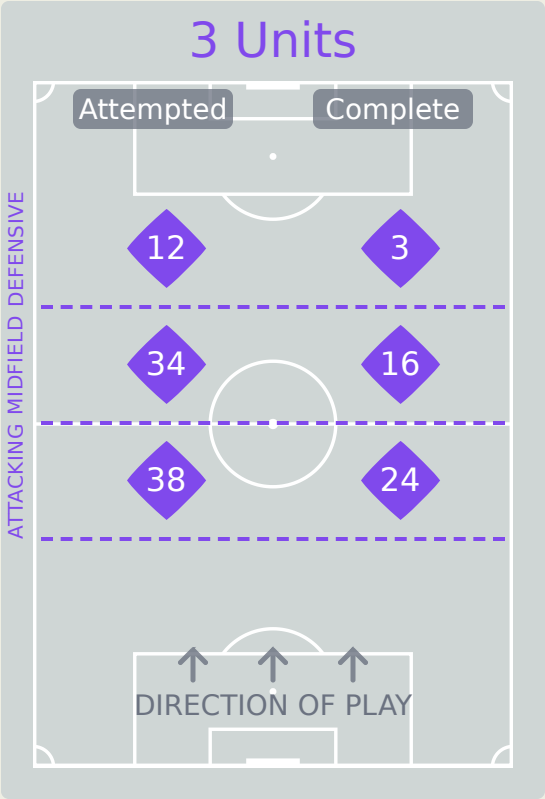 3 Units
Attempted Complete
ATTACKING MIDFIELD DEFENSIVE
12 3
34 16
38 24
DIRECTION OF PLAY